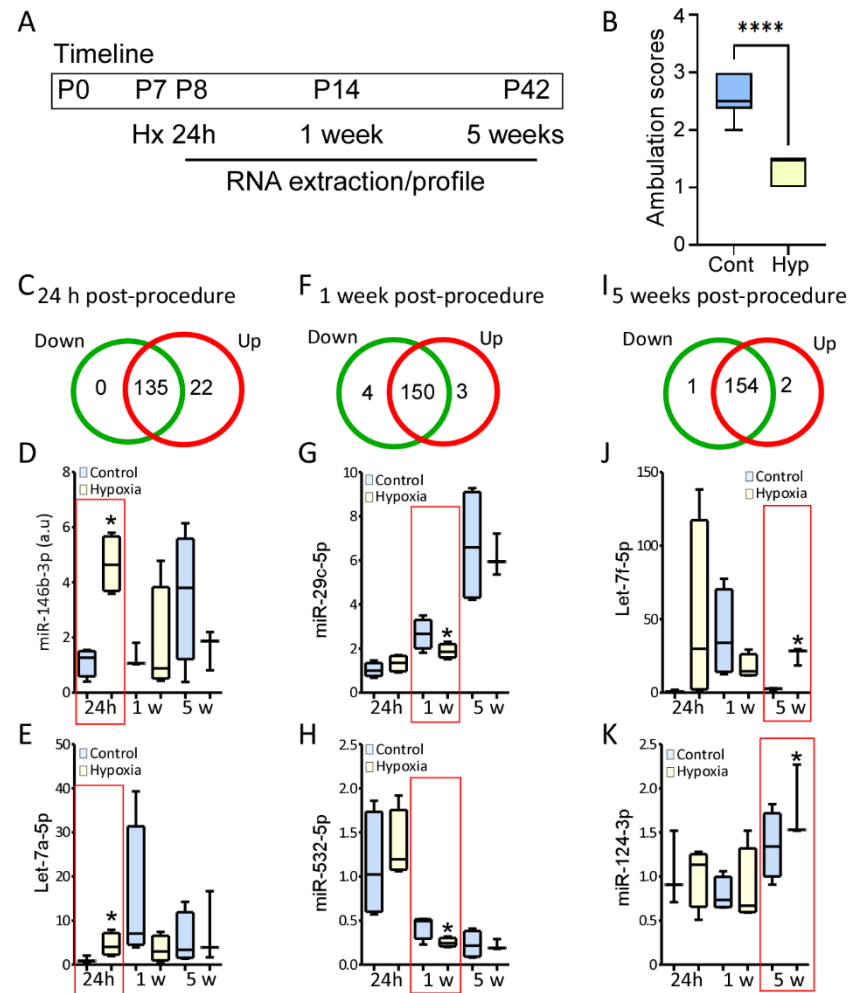 A
Timeline
P0 P7 P8 P14 P42
Hx 24h 1 week 5 weeks
RNA extraction/profile
B
****
Ambulation scores
4
3
2
1
0
Cont Hyp
C 24 h post-procedure
Down Up
0 135 22
F 1 week post-procedure
Down Up
4 150 3
I 5 weeks post-procedure
Down Up
1 154 2
D
miR-146b-3p (a.u)
8
6
4
2
0
Control
Hypoxia
*
24h 1 w 5 w
G
miR-29c-5p
10
8
6
4
2
0
Control
Hypoxia
*
1 w 5 w
J
Let-7f-5p
150
100
50
0
Control
Hypoxia
*
24h 1 w 5 w
E
Let-7a-5p
50
40
30
20
10
0
Control
Hypoxia
*
24h 1 w 5 w
H
miR-532-5p
2.5
2.0
1.5
1.0
0.5
0.0
Control
Hypoxia
*
24h 1 w 5 w
K
miR-124-3p
2.5
2.0
1.5
1.0
0.5
0.0
Control
Hypoxia
*
24h 1 w 5 w